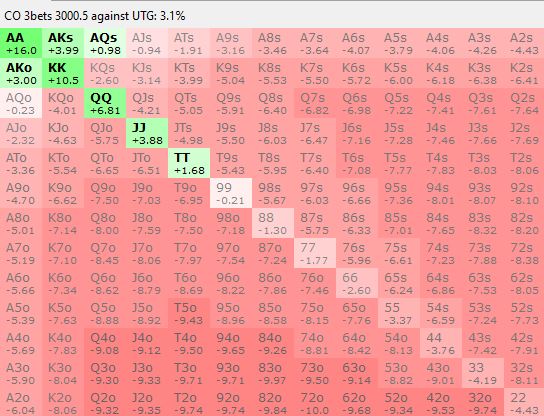 CO 3bets 3000.5 against UTG: 3.1%
AA AKs AQs AJs ATs A9s A8s A7s A6s A5s A4s A3s A2s
+16.0 +3.99 +0.98 -0.94 -1.91 -3.16 -3.46 -3.64 -4.07 -3.79 -4.06 -4.26 -4.43
AKo KK KQs KJs KTs K9s K8s K7s K6s K5s K4s K3s K2s
+3.00 +10.5 -2.60 -3.14 -3.99 -5.04 -5.53 -5.50 -5.72 -6.00 -6.18 -6.38 -6.41
AQo KQo QQ QJs QTs Q9s Q8s Q7s Q6s Q5s Q4s Q3s Q2s
-0.23 -4.01 +6.81 -4.21 -5.05 -5.91 -6.40 -6.82 -6.98 -7.22 -7.41 -7.61 -7.64
AJo KJo QJo JJ JTs J9s J8s J7s J6s J5s J4s J3s J2s
-2.32 -4.63 -5.75 +3.88 -4.98 -5.50 -6.03 -6.47 -7.16 -7.28 -7.46 -7.66 -7.69
ATo KTo QTo JTo TT T9s T8s T7s T6s T5s T4s T3s T2s
-3.36 -5.54 -6.65 -6.51 +1.68 -5.43 -5.95 -6.40 -7.08 -7.77 -7.83 -8.03 -8.06
A9o K9o Q9o J9o T9o 99 98s 97s 96s 95s 94s 93s 92s
-4.70 -6.62 -7.50 -7.03 -6.95 -0.21 -5.67 -6.03 -6.66 -7.36 -8.01 -8.07 -8.10
A8o K8o Q8o J8o T8o 98o 88 87s 86s 85s 84s 83s 82s
-5.01 -7.14 -8.00 -7.59 -7.50 -7.18 -1.30 -5.75 -6.33 -7.01 -7.65 -8.32 -8.20
A7o K7o Q7o J7o T7o 97o 87o 77 76s 75s 74s 73s 72s
-5.19 -7.10 -8.45 -8.06 -7.97 -7.54 -7.24 -1.77 -5.96 -6.61 -7.23 -7.88 -8.38
A6o K6o Q6o J6o T6o 96o 86o 76o 66 65s 64s 63s 62s
-5.66 -7.34 -8.62 -8.79 -8.69 -8.22 -7.86 -7.46 -2.60 -6.24 -6.86 -7.53 -8.05
A5o K5o Q5o J5o T5o 95o 85o 75o 65o 55 54s 53s 52s
-5.39 -7.63 -8.88 -8.92 -9.43 -8.96 -8.58 -8.15 -7.76 -3.37 -6.59 -7.24 -7.73
A4o K4o Q4o J4o T4o 94o 84o 74o 64o 54o 44 43s 42s
-5.69 -7.83 -9.08 -9.12 -9.50 -9.65 -9.26 -8.81 -8.42 -8.13 -3.76 -7.42 -7.91
A3o K3o Q3o J3o T3o 93o 83o 73o 63o 53o 43o 33 32s
-5.90 -8.04 -9.30 -9.33 -9.71 -9.71 -9.97 -9.50 -9.14 -8.82 -9.01 -4.19 -8.11
A2o K2o Q2o J2o T2o 92o 82o 72o 62o 52o 42o 32o 22
-6.04 -8.06 -9.32 -9.35 -9.74 -9.74 -9.84 -10.0 -9.68 -9.34 -9.53 -9.74 -4.43